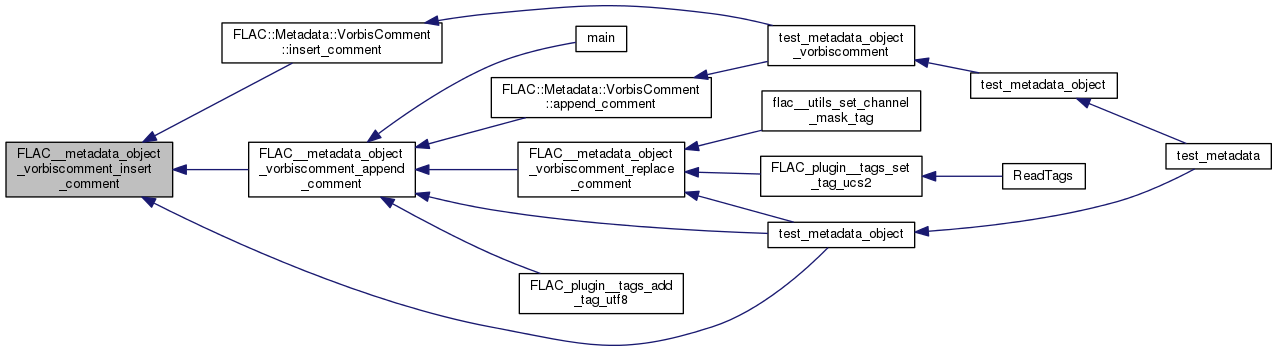 FLAC::Metadata::VorbisComment
::insert_comment
main
test_metadata_object
_vorbiscomment
test_metadata_object
FLAC::Metadata::VorbisComment
::append_comment
flac__utils_set_channel
_mask_tag
FLAC__metadata_object
_vorbiscomment_insert
_comment
FLAC__metadata_object
_vorbiscomment_append
_comment
FLAC__metadata_object
_vorbiscomment_replace
_comment
FLAC_plugin__tags_set
_tag_ucs2
ReadTags
test_metadata
test_metadata_object
FLAC_plugin__tags_add
_tag_utf8